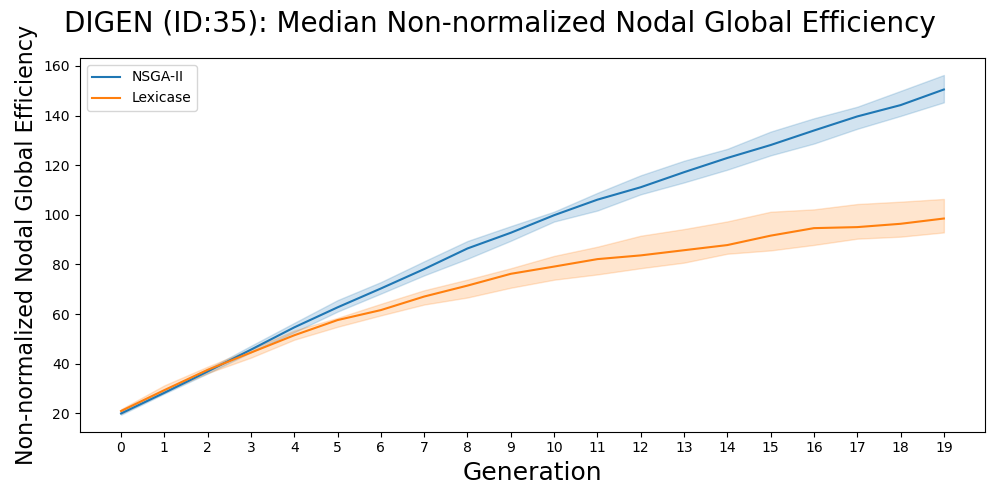 DIGEN (ID:35): Median Non-normalized Nodal Global Efficiency
Non-normalized Nodal Global Efficiency
160
140
120
100
80
60
40
20
NSGA-II
Lexicase
0 1 2 3 4 5 6 7 8 9 10 11 12 13 14 15 16 17 18 19
Generation